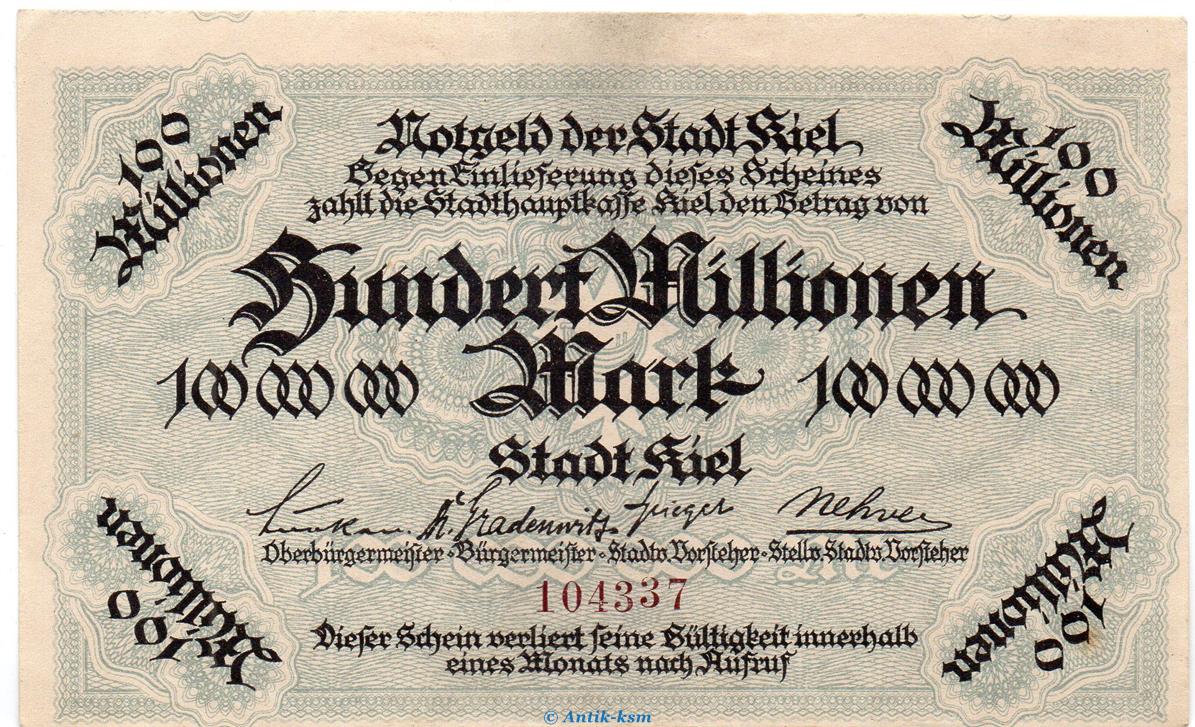 100
Millionen
100
Millionen
Notgeld der Stadt Kiel
Gegen Einlieferung dieses Scheines
zahlt die Stadthauptkasse Kiel den Betrag von
Hundert Millionen
Mark
100 000 000
100 000 000
Stadt Kiel
A. Gradenwitz
Oberbürgermeister · Bürgermeister · Stadtv. Vorsteher · Stellv. Stadtv. Vorsteher
104337
Dieser Schein verliert seine Gültigkeit innerhalb
eines Monats nach Aufruf
100
Millionen
100
Millionen
© Antik-ksm